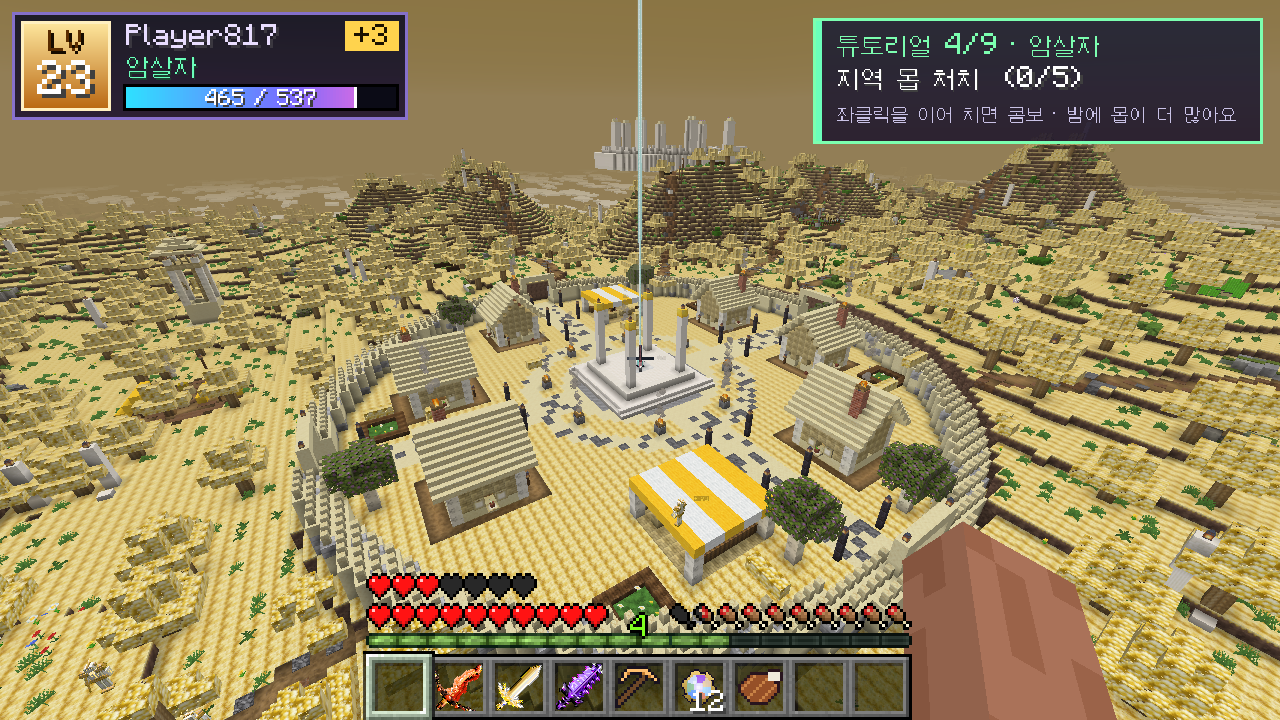 LV
23
Player817
+3
암살자
465 / 537
튜토리얼 4/9 · 암살자
지역 몹 처치 (0/5)
좌클릭을 이어 치면 콤보 · 밤에 몹이 더 많아요
4
12